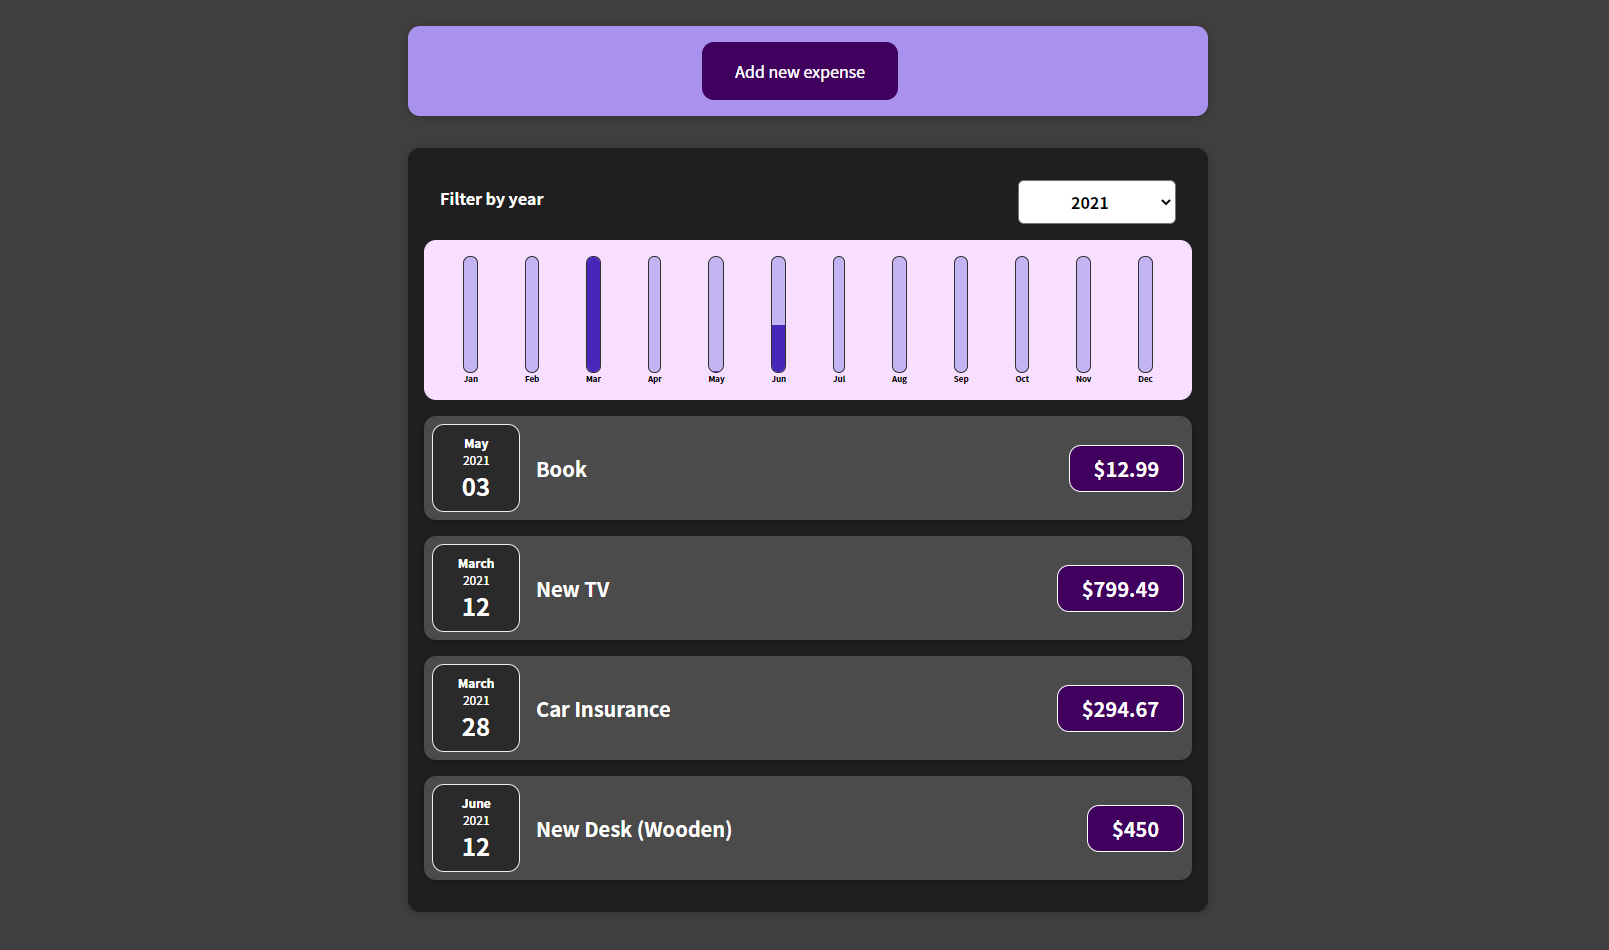 Add new expense
Filter by year
2021
Jan Feb Mar Apr May Jun Jul Aug Sep Oct Nov Dec
May
2021
03
Book
$12.99
March
2021
12
New TV
$799.49
March
2021
28
Car Insurance
$294.67
June
2021
12
New Desk (Wooden)
$450